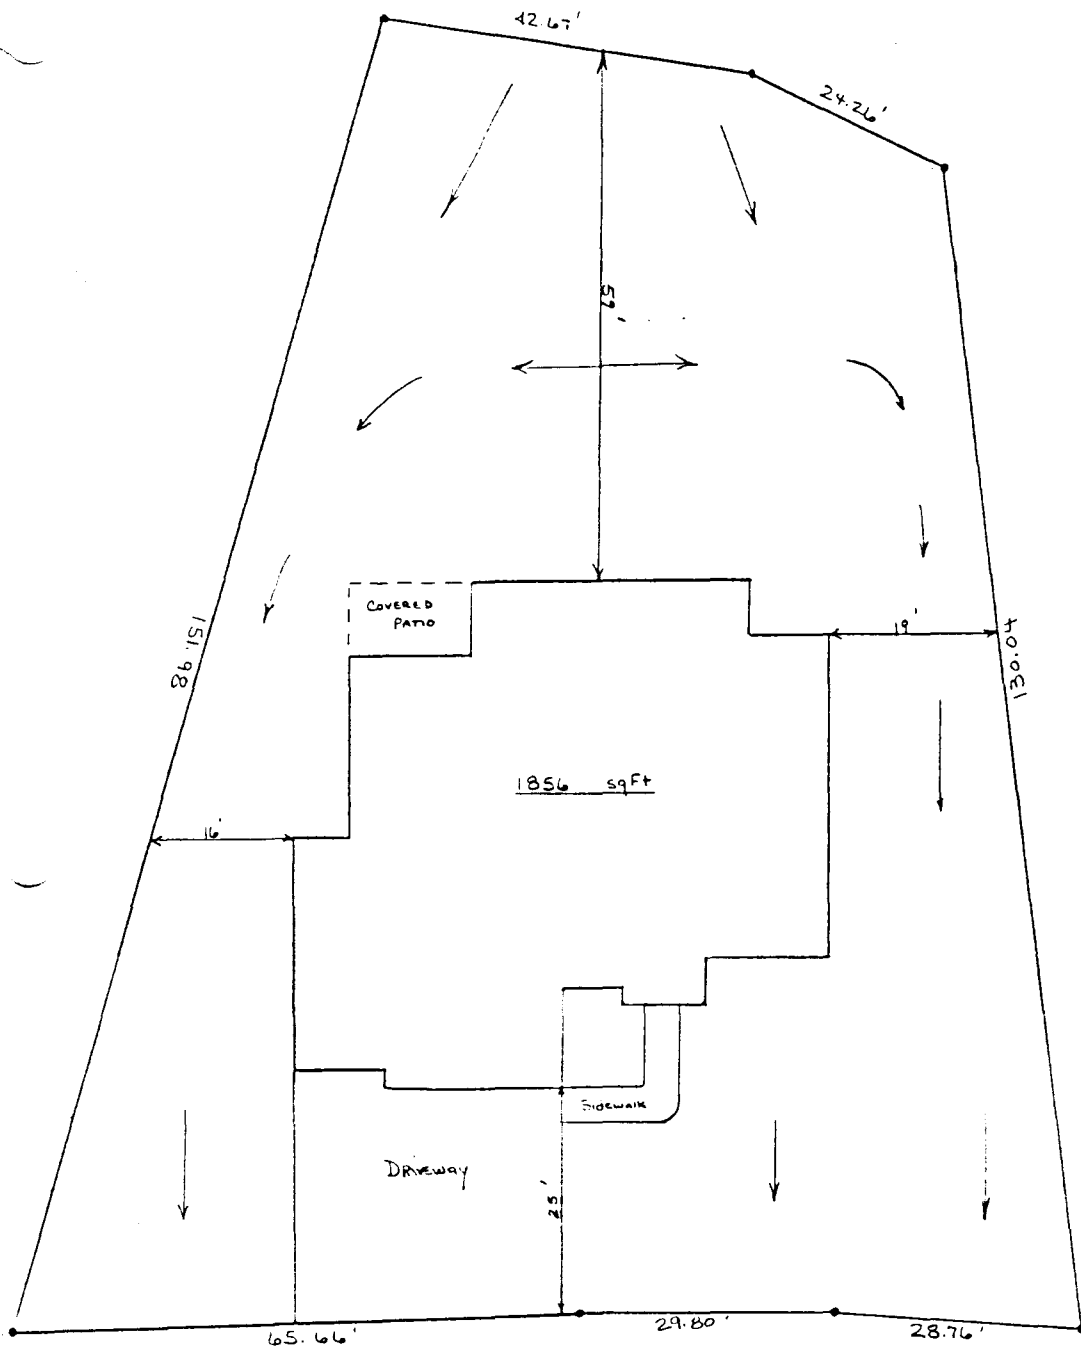 42.67'
24.26'
57'
151.98
COVERED
PATIO
19'
130.04
1856 sqFt
16'
SIDEWALK
DRIVEWAY
25'
65.66'
29.80'
28.76'